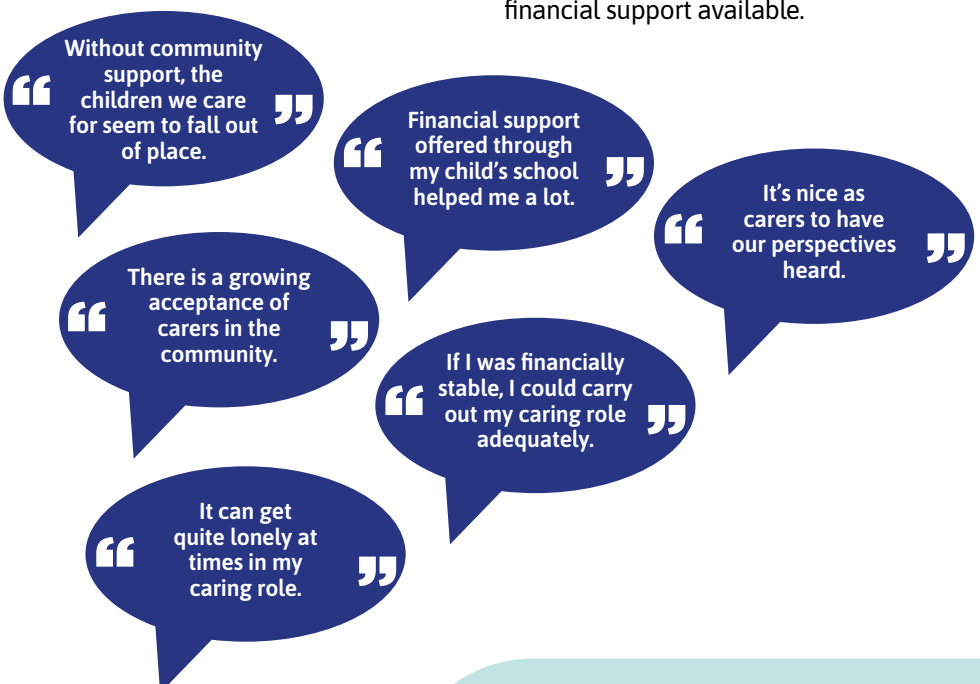 financial support available.
Without community
support, the
children we care
for seem to fall out
of place.
Financial support
offered through
my child's school
helped me a lot.
It's nice as
carers to have
our perspectives
heard.
There is a growing
acceptance of
carers in the
community.
If I was financially
stable, I could carry
out my caring role
adequately.
It can get
quite lonely at
times in my
caring role.